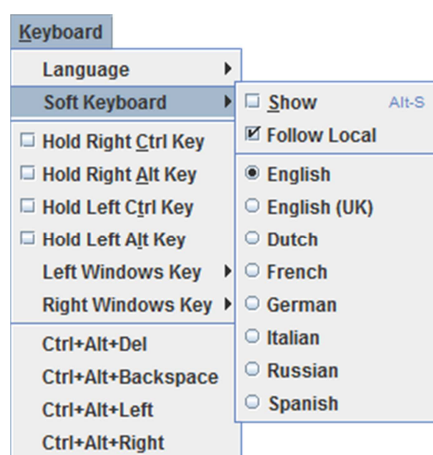 Keyboard
Language
Soft Keyboard
Hold Right Ctrl Key
Hold Right Alt Key
Hold Left Ctrl Key
Hold Left Alt Key
Left Windows Key
Right Windows Key
Ctrl+Alt+Del
Ctrl+Alt+Backspace
Ctrl+Alt+Left
Ctrl+Alt+Right
Show Alt-S
Follow Local
English
English (UK)
Dutch
French
German
Italian
Russian
Spanish